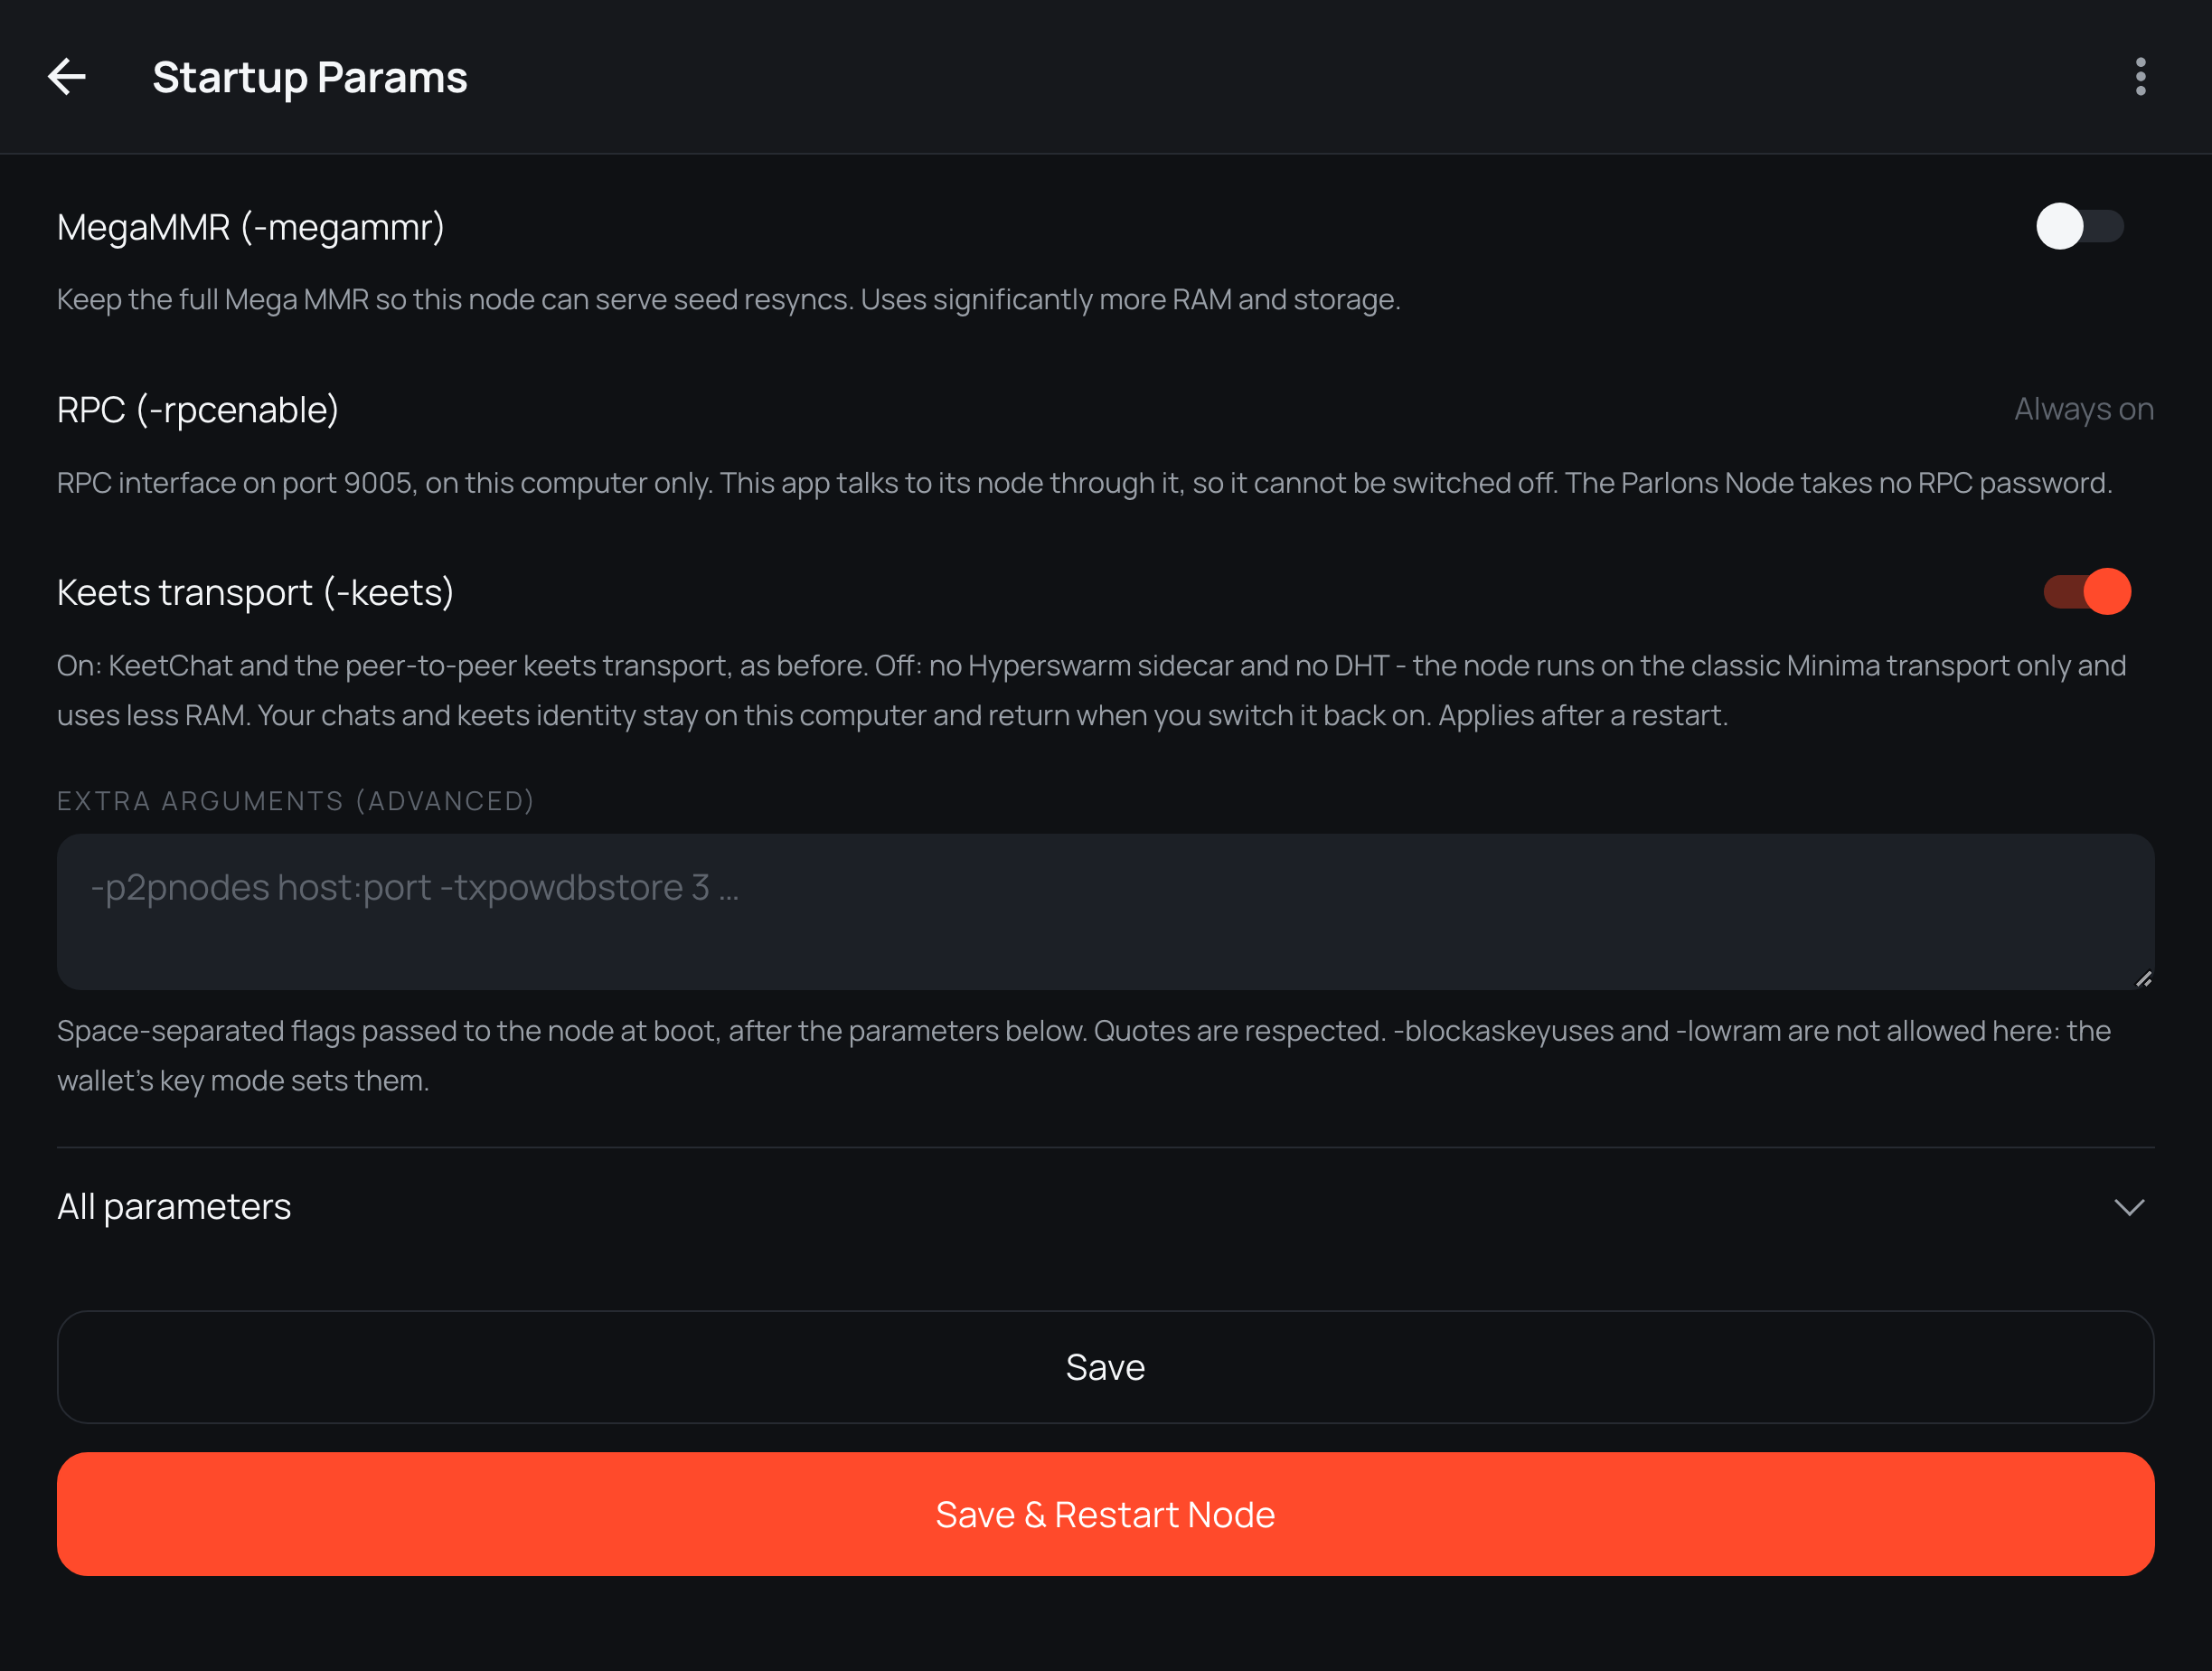 Startup Params
MegaMMR (-megammr)
Keep the full Mega MMR so this node can serve seed resyncs. Uses significantly more RAM and storage.
RPC (-rpcenable)
Always on
RPC interface on port 9005, on this computer only. This app talks to its node through it, so it cannot be switched off. The Parlons Node takes no RPC password.
Keets transport (-keets)
On: KeetChat and the peer-to-peer keets transport, as before. Off: no Hyperswarm sidecar and no DHT - the node runs on the classic Minima transport only and
uses less RAM. Your chats and keets identity stay on this computer and return when you switch it back on. Applies after a restart.
EXTRA ARGUMENTS (ADVANCED)
-p2pnodes host:port -txpowdbstore 3 ...
Space-separated flags passed to the node at boot, after the parameters below. Quotes are respected. -blockaskeyuses and -lowram are not allowed here: the
wallet's key mode sets them.
All parameters
Save
Save & Restart Node